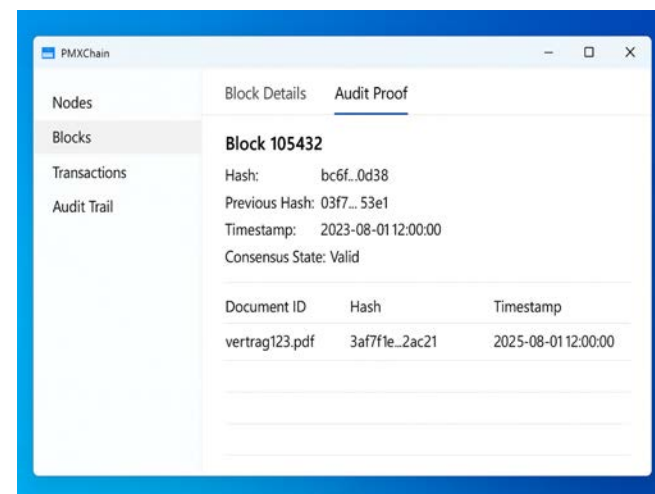 PMXChain
Nodes
Blocks
Transactions
Audit Trail
Block Details Audit Proof
Block 105432
Hash: bc6f...0d38
Previous Hash: 03f7... 53e1
Timestamp: 2023-08-01 12:00:00
Consensus State: Valid
Document ID Hash Timestamp
vertrag123.pdf 3af7f1e...2ac21 2025-08-01 12:00:00